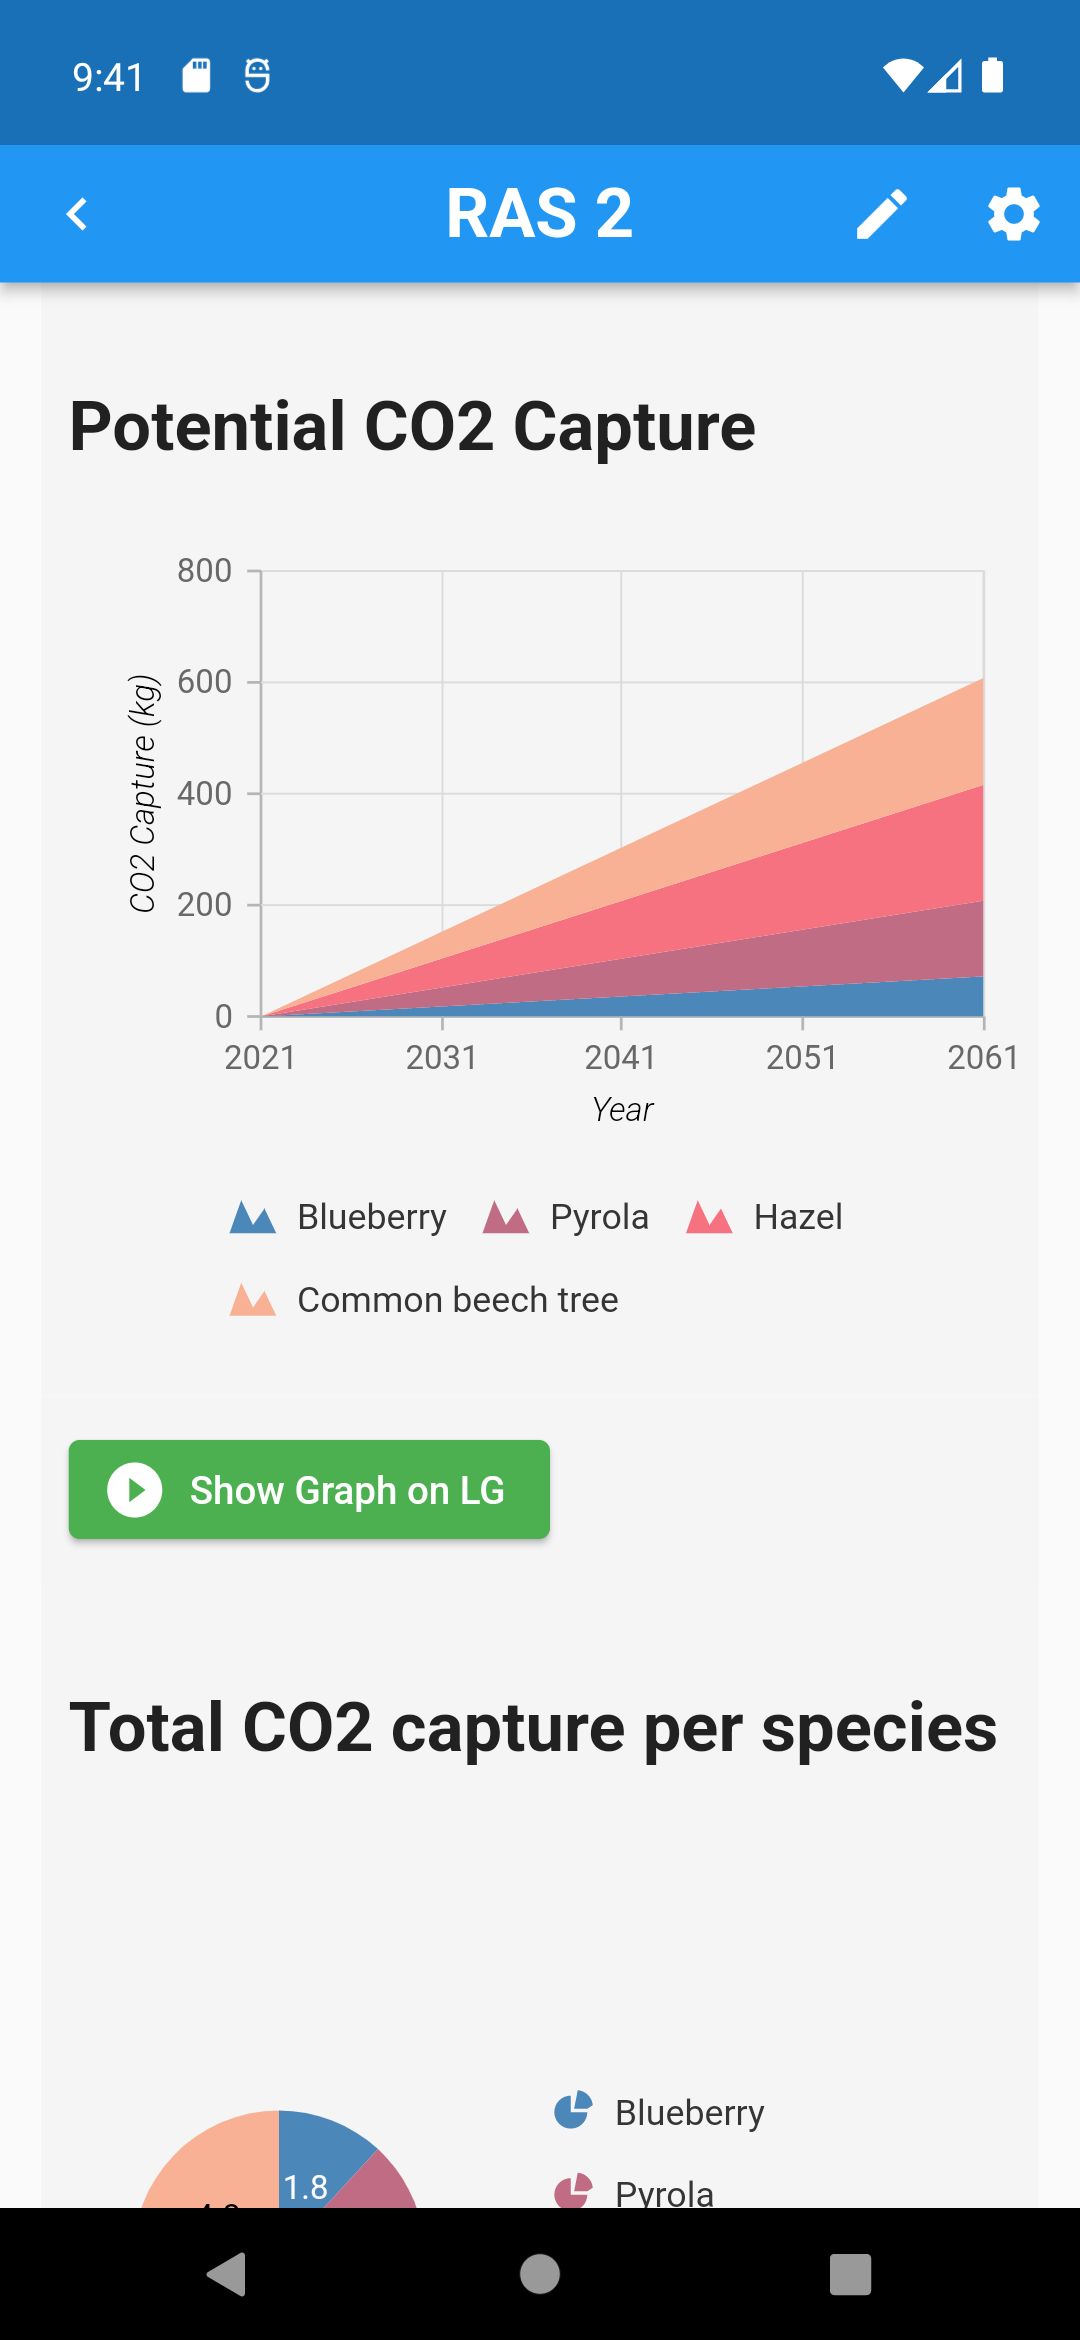 9:41
RAS 2
Potential CO2 Capture
800
600
400
200
0
CO2 Capture (kg)
2021 2031 2041 2051 2061
Year
Blueberry Pyrola Hazel
Common beech tree
Show Graph on LG
Total CO2 capture per species
Blueberry
1.8
Pyrola